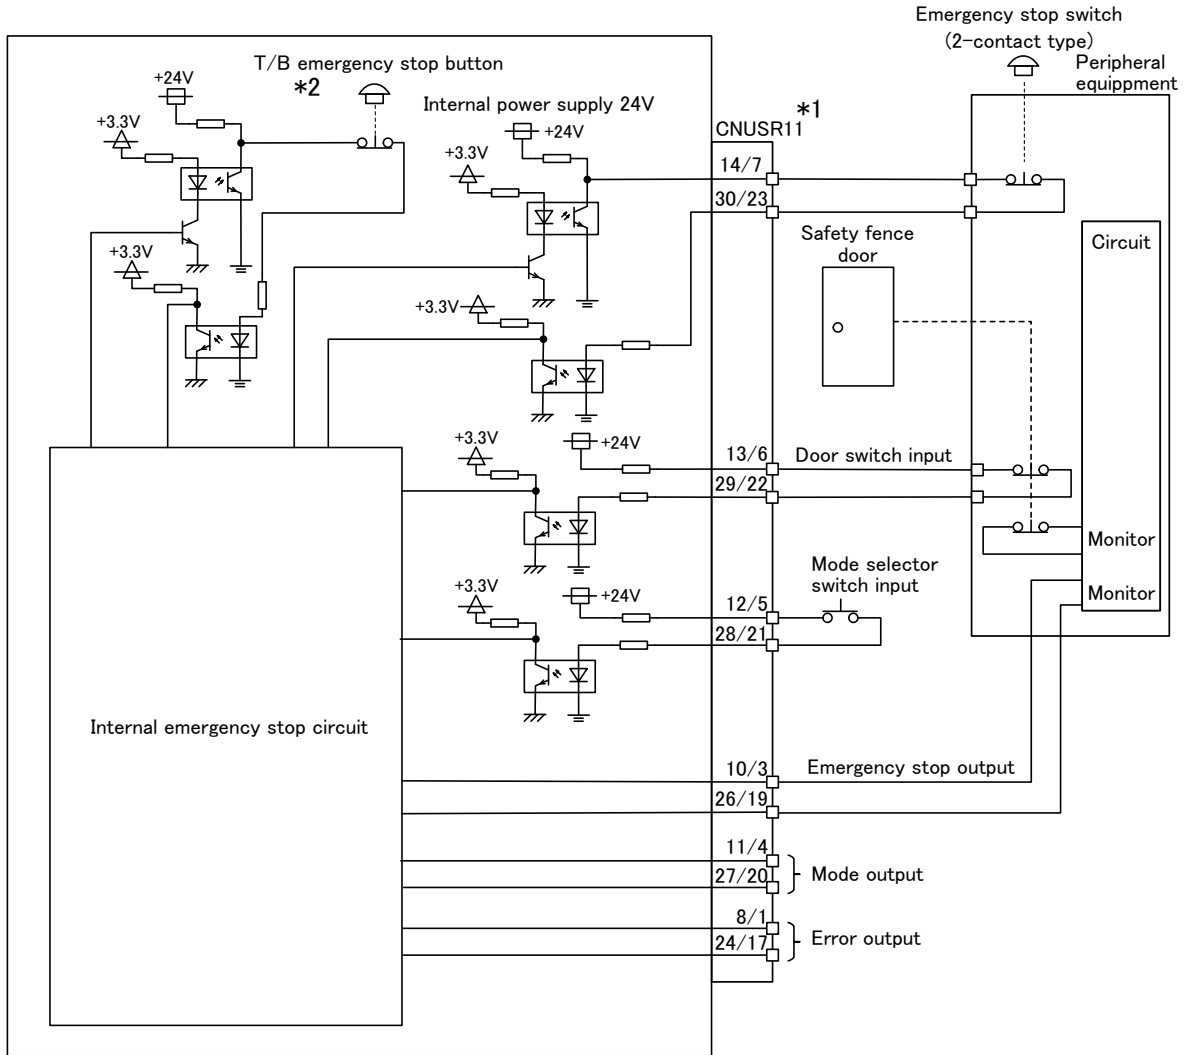 Emergency stop switch
(2-contact type)
Peripheral
equippment
T/B emergency stop button
*2
+24V
Internal power supply 24V
*1
CNUSR11
+3.3V
+24V
+3.3V
14/7
30/23
Safety fence
door
Circuit
+3.3V
+3.3V
+3.3V
+24V
13/6
Door switch input
29/22
Monitor
Mode selector
switch input
+3.3V
+24V
12/5
Monitor
28/21
Internal emergency stop circuit
10/3
Emergency stop output
26/19
11/4
27/20
Mode output
8/1
24/17
Error output